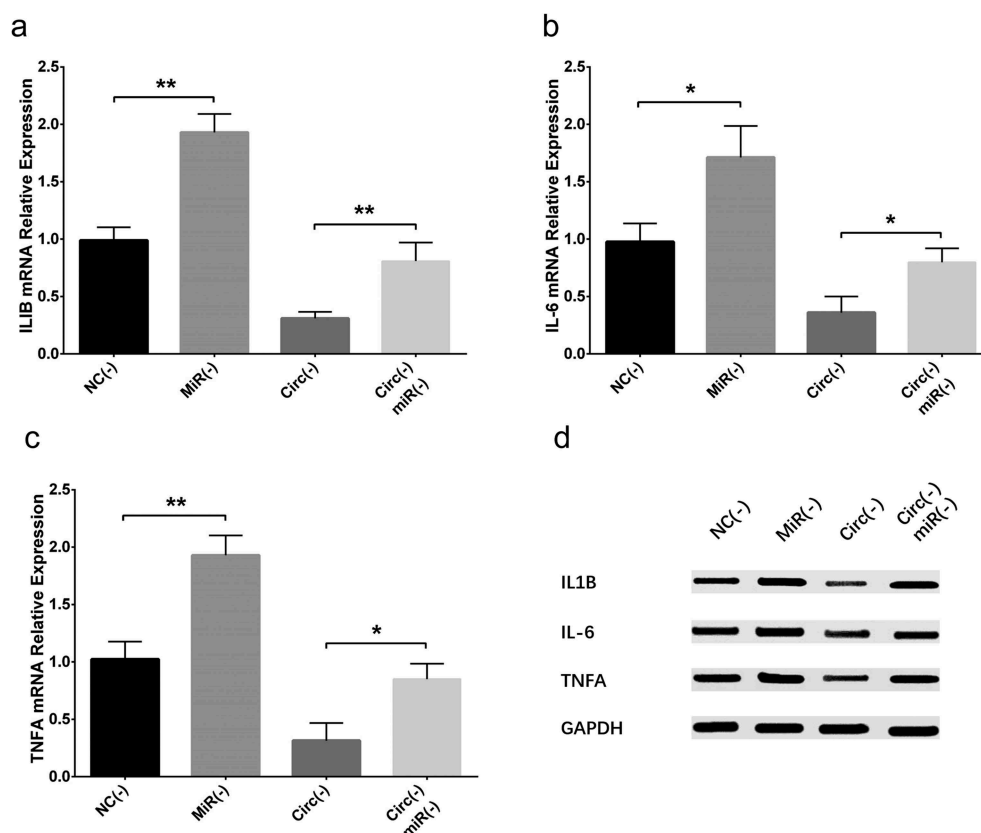 a
ILIB mRNA Relative Expression
2.5
2.0
1.5
1.0
0.5
0.0
**
**
NC(-)
MiR(-)
Circ(-)
Circ(-)
miR(-)
b
IL-6 mRNA Relative Expression
2.5
2.0
1.5
1.0
0.5
0.0
*
*
NC(-)
MiR(-)
Circ(-)
Circ(-)
miR(-)
c
TNFA mRNA Relative Expression
2.5
2.0
1.5
1.0
0.5
0.0
**
*
NC(-)
MiR(-)
Circ(-)
Circ(-)
miR(-)
d
NC(-)
MiR(-)
Circ(-)
Circ(-)
miR(-)
IL1B
IL-6
TNFA
GAPDH